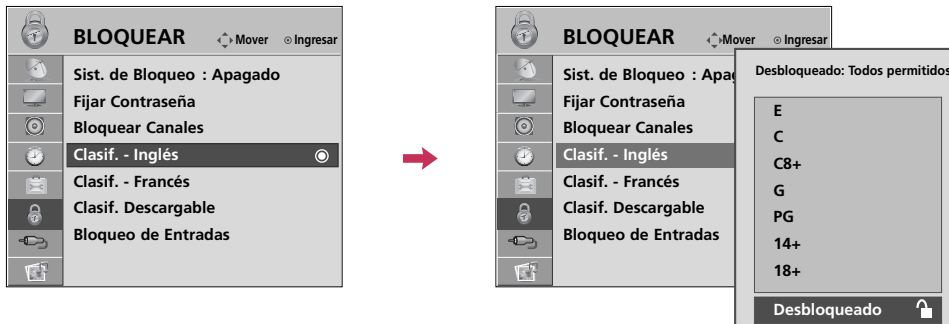 BLOQUEAR Mover Ingresar
Sist. de Bloqueo : Apagado
Fijar Contraseña
Bloquear Canales
Clasif. - Inglés
Clasif. - Francés
Clasif. Descargable
Bloqueo de Entradas
BLOQUEAR Mover Ingresar
Sist. de Bloqueo : Apag
Fijar Contraseña
Bloquear Canales
Clasif. - Inglés
Clasif. - Francés
Clasif. Descargable
Bloqueo de Entradas
Desbloqueado: Todos permitidos
E
C
C8+
G
PG
14+
18+
Desbloqueado